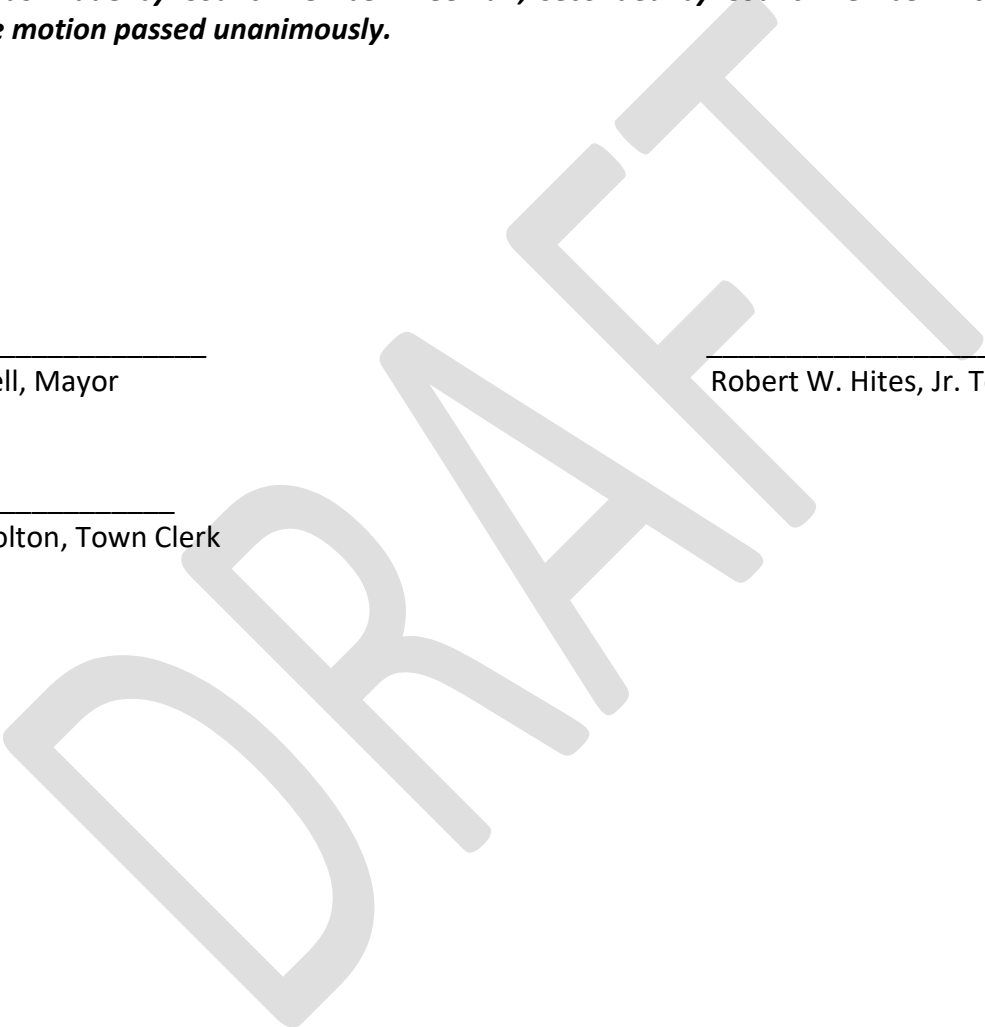 e motion passed unanimously.
ell, Mayor
Robert W. Hites, Jr. T
olton, Town Clerk
DRAFT